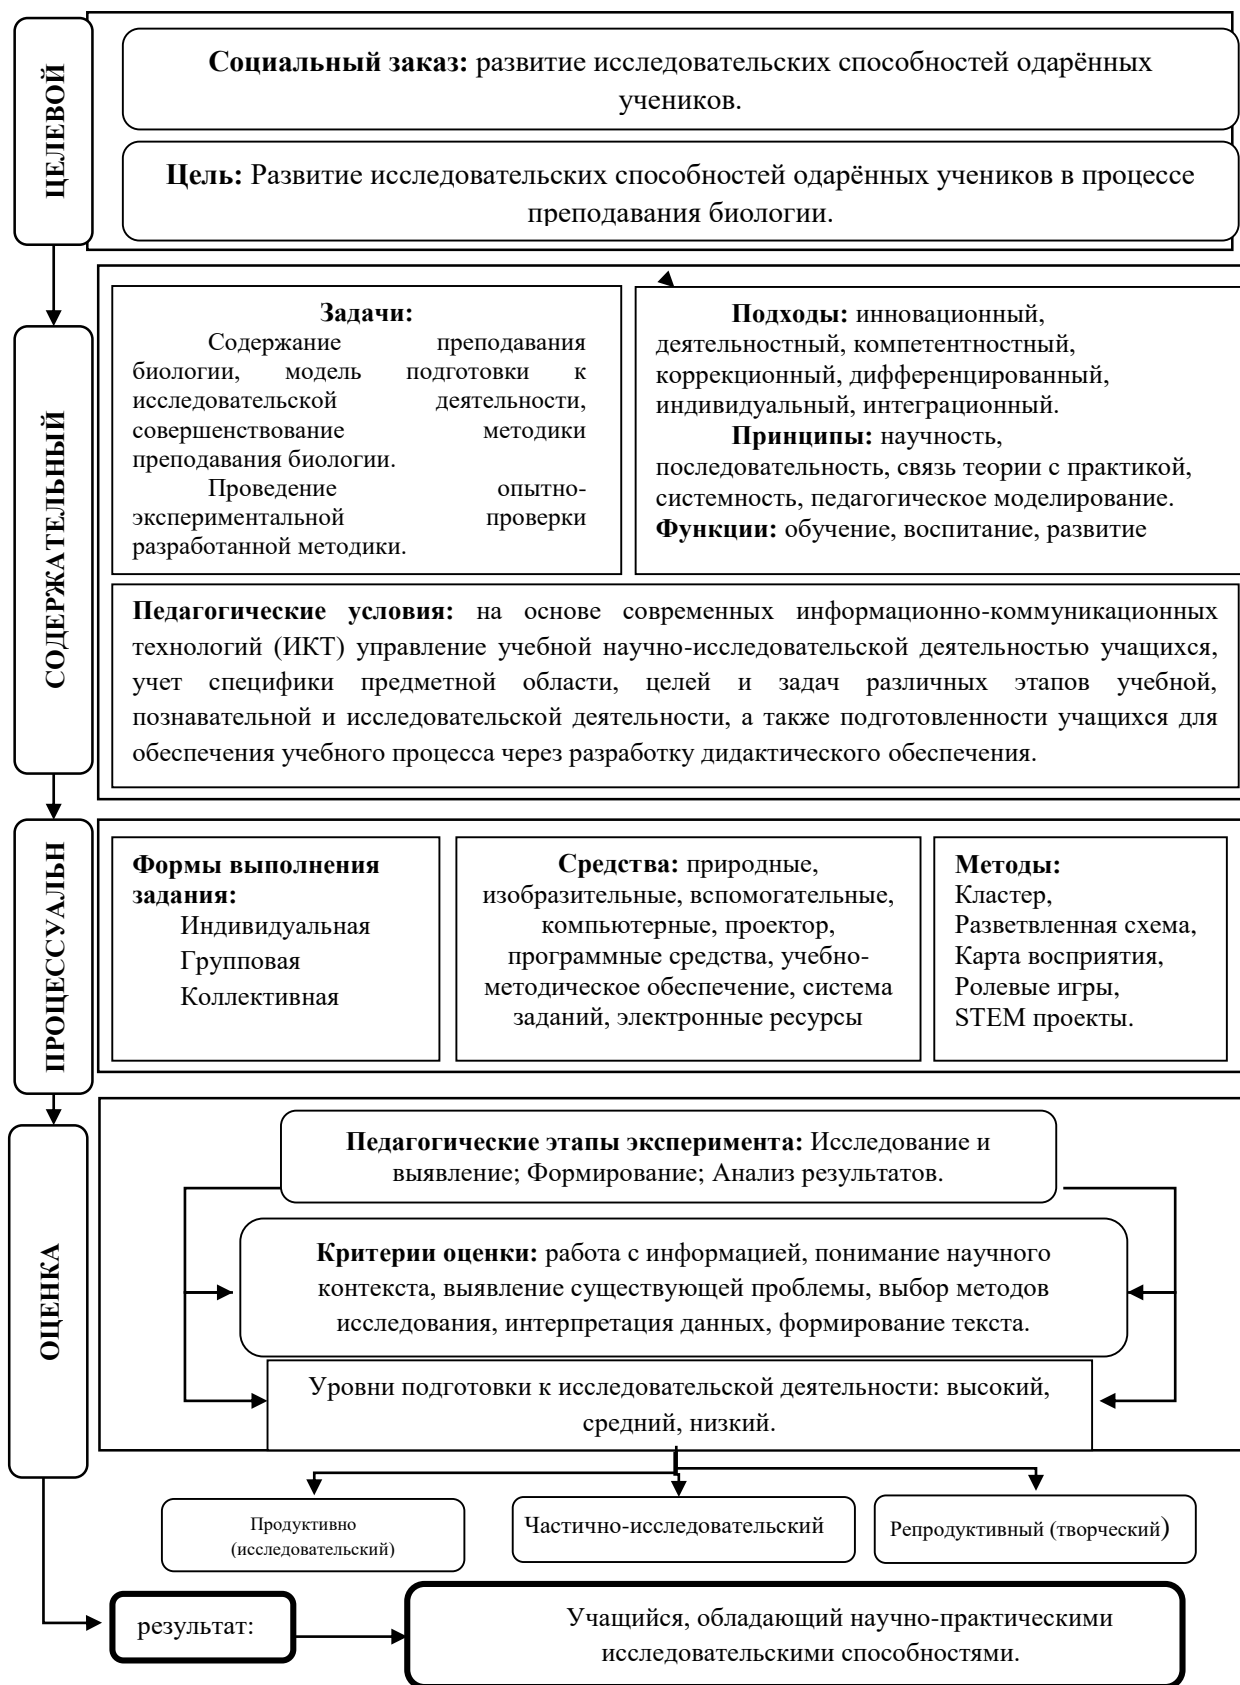 ЦЕЛЕВОЙ
Социальный заказ: развитие исследовательских способностей одарённых
учеников.
Цель: Развитие исследовательских способностей одарённых учеников в процессе
преподавания биологии.
СОДЕРЖАТЕЛЬНЫЙ
Задачи:
Содержание преподавания
биологии, модель подготовки к
исследовательской деятельности,
совершенствование методики
преподавания биологии.
Проведение опытно-
экспериментальной проверки
разработанной методики.
Подходы: инновационный,
деятельностный, компетентностный,
коррекционный, дифференцированный,
индивидуальный, интеграционный.
Принципы: научность,
последовательность, связь теории с практикой,
системность, педагогическое моделирование.
Функции: обучение, воспитание, развитие
Педагогические условия: на основе современных информационно-коммуникационных
технологий (ИКТ) управление учебной научно-исследовательской деятельностью учащихся,
учет специфики предметной области, целей и задач различных этапов учебной,
познавательной и исследовательской деятельности, а также подготовленности учащихся для
обеспечения учебного процесса через разработку дидактического обеспечения.
ПРОЦЕССУАЛЬН
Формы выполнения
задания:
Индивидуальная
Групповая
Коллективная
Средства: природные,
изобразительные, вспомогательные,
компьютерные, проектор,
программные средства, учебно-
методическое обеспечение, система
заданий, электронные ресурсы
Методы:
Кластер,
Разветвленная схема,
Карта восприятия,
Ролевые игры,
STEM проекты.
ОЦЕНКА
Педагогические этапы эксперимента: Исследование и
выявление; Формирование; Анализ результатов.
Критерии оценки: работа с информацией, понимание научного
контекста, выявление существующей проблемы, выбор методов
исследования, интерпретация данных, формирование текста.
Уровни подготовки к исследовательской деятельности: высокий,
средний, низкий.
Продуктивно
(исследовательский)
Частично-исследовательский
Репродуктивный (творческий)
результат:
Учащийся, обладающий научно-практическими
исследовательскими способностями.